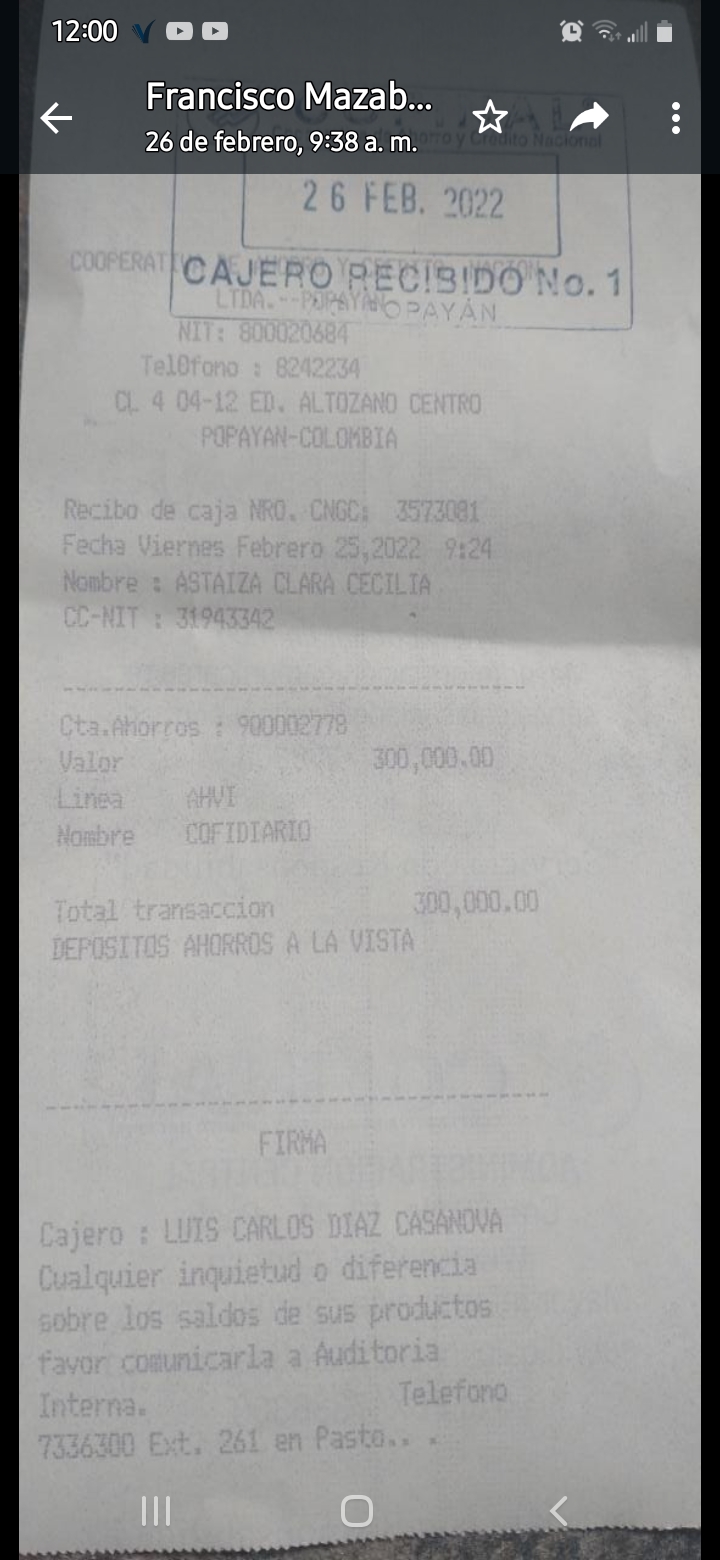 12:00
Francisco Mazab...
26 de febrero, 9:38 a. m.
Ahorro y Crédito Nacional
26 FEB. 2022
COOPERATIVA DE AHORRO Y CREDITO NACION
CAJERO RECIBIDO No. 1
LTDA.--POPAYAN
POPAYÁN
NIT: 800020684
Tel0fono : 8242234
CL 4 04-12 ED. ALTOZANO CENTRO
POPAYAN-COLOMBIA
Recibo de caja NRO. CNGC: 3573081
Fecha Viernes Febrero 25,2022 9:24
Nombre : ASTAIZA CLARA CECILIA
CC-NIT : 31943342
Cta.Ahorros : 900002778
Valor 300,000.00
Linea AHVI
Nombre COFIDIARIO
Total transaccion 300,000.00
DEPOSITOS AHORROS A LA VISTA
FIRMA
Cajero : LUIS CARLOS DIAZ CASANOVA
Cualquier inquietud o diferencia
sobre los saldos de sus productos
favor comunicarla a Auditoria
Interna. Telefono
7336300 Ext. 261 en Pasto.. .